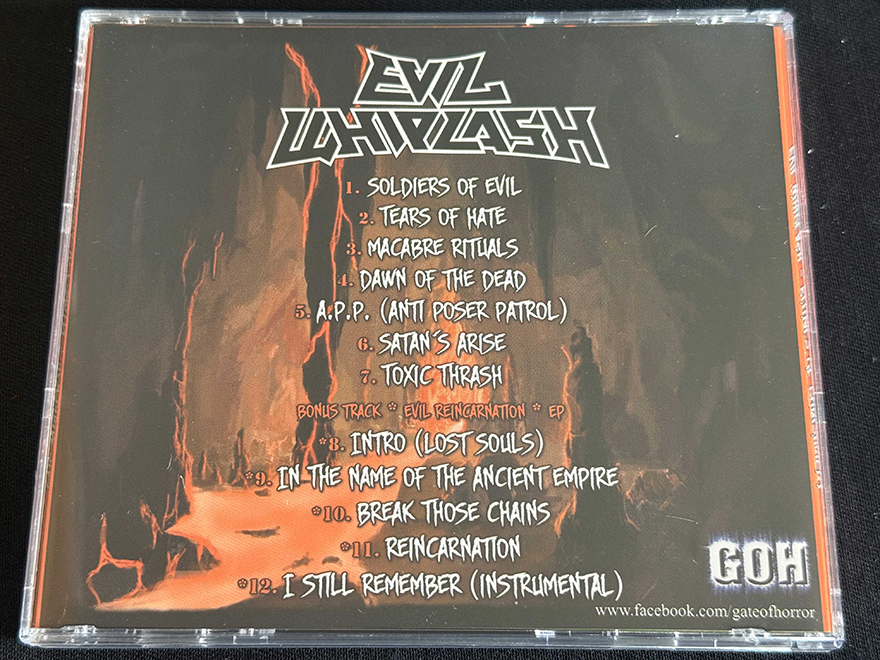 EVIL
WHIPLASH
1. SOLDIERS OF EVIL
2. TEARS OF HATE
3. MACABRE RITUALS
4. DAWN OF THE DEAD
5. A.P.P. (ANTI POSER PATROL)
6. SATAN´S ARISE
7. TOXIC THRASH
BONUS TRACK * EVIL REINCARNATION * EP
*8. INTRO (LOST SOULS)
*9. IN THE NAME OF THE ANCIENT EMPIRE
*10. BREAK THOSE CHAINS
*11. REINCARNATION
*12. I STILL REMEMBER (INSTRUMENTAL)
GOH
www.facebook.com/gateofhorror